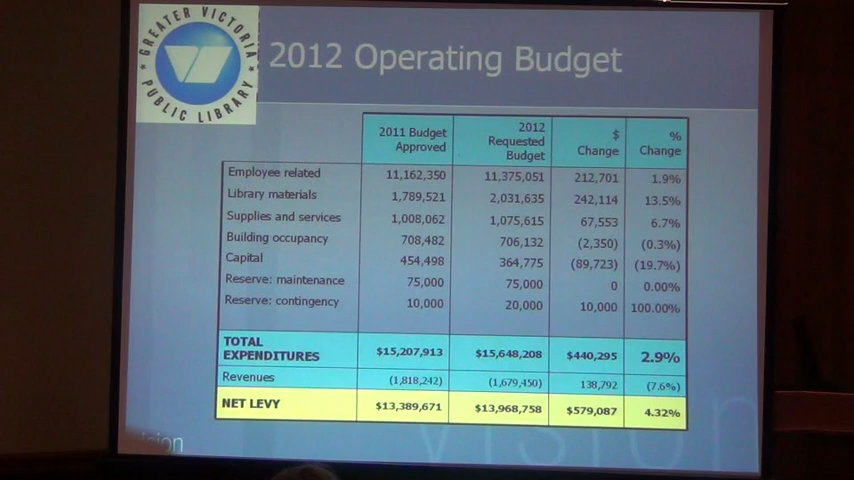 GREATER VICTORIA
PUBLIC LIBRARY
2012 Operating Budget
2011 Budget Approved 2012 Requested Budget $ Change % Change
Employee related 11,162,350 11,375,051 212,701 1.9%
Library materials 1,789,521 2,031,635 242,114 13.5%
Supplies and services 1,008,062 1,075,615 67,553 6.7%
Building occupancy 708,482 706,132 (2,350) (0.3%)
Capital 454,498 364,775 (89,723) (19.7%)
Reserve: maintenance 75,000 75,000 0 0.00%
Reserve: contingency 10,000 20,000 10,000 100.00%
TOTAL
EXPENDITURES $15,207,913 $15,648,208 $440,295 2.9%
Revenues (1,818,242) (1,679,450) 138,792 (7.6%)
NET LEVY $13,389,671 $13,968,758 $579,087 4.32%
vision